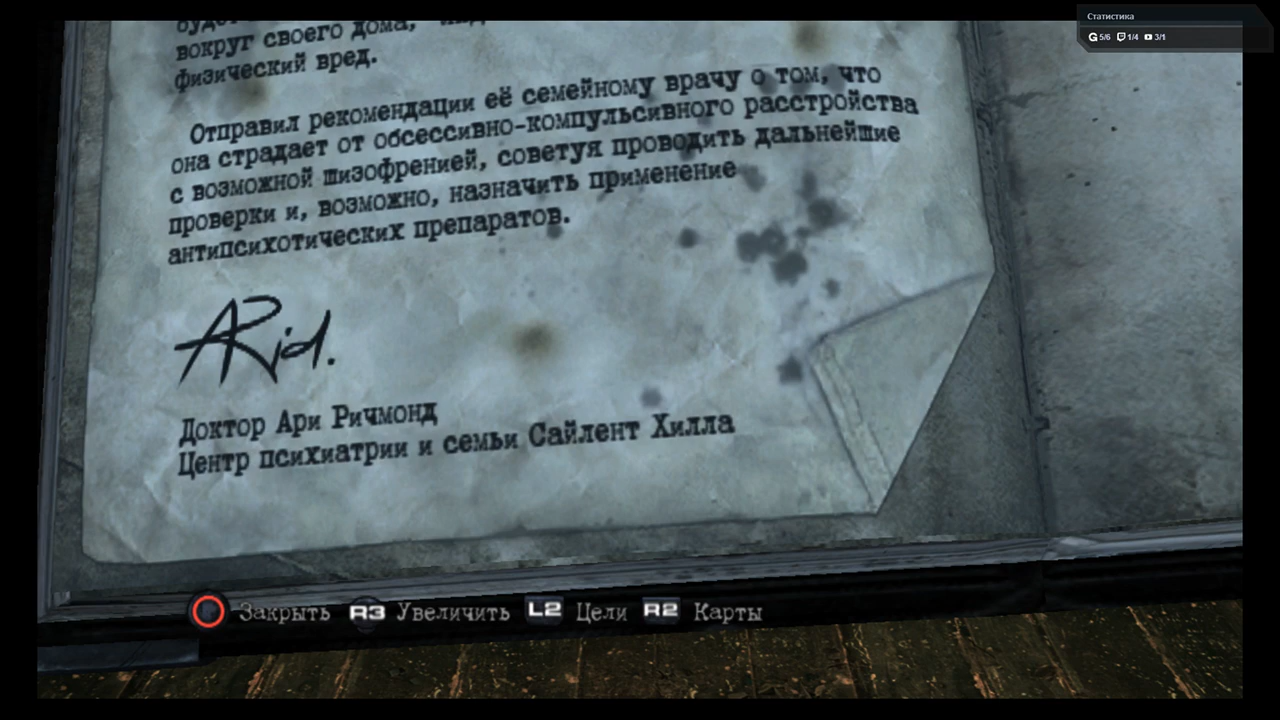 вокруг своего дома,
физический вред.
Отправил рекомендации её семейному врачу о том, что
она страдает от обсессивно-компульсивного расстройства
с возможной шизофренией, советуя проводить дальнейшие
проверки и, возможно, назначить применение
антипсихотических препаратов.
ARid.
Доктор Ари Ричмонд
Центр психиатрии и семьи Сайлент Хилла
Закрыть R3 Увеличить L2 Цели R2 Карты
Статистика
5/6 1/4 3/1